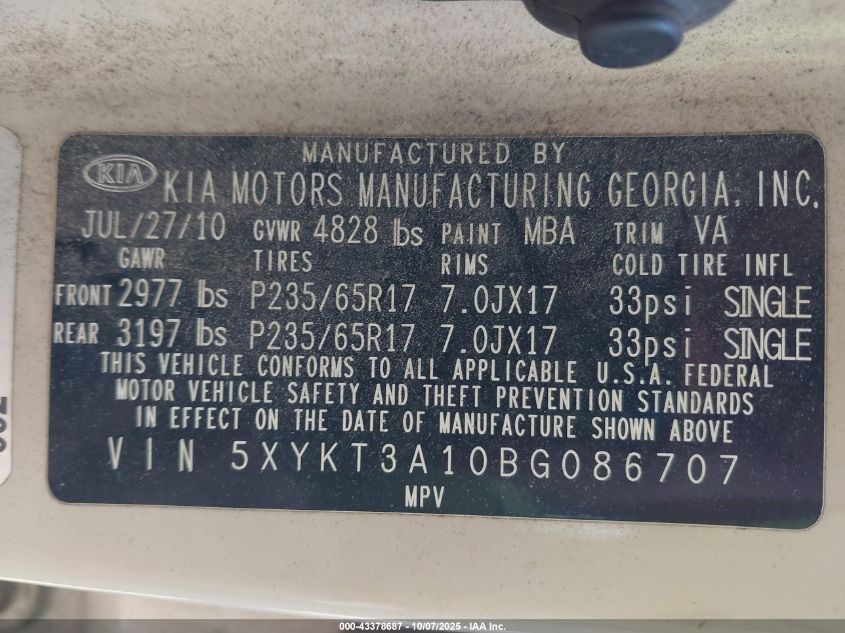 MANUFACTURED BY
KIA KIA MOTORS MANUFACTURING GEORGIA, INC.
JUL/27/10 GVWR 4828 lbs PAINT MBA TRIM VA
GAWR TIRES RIMS COLD TIRE INFL
FRONT 2977 lbs P235/65R17 7.0JX17 33psi SINGLE
REAR 3197 lbs P235/65R17 7.0JX17 33psi SINGLE
THIS VEHICLE CONFORMS TO ALL APPLICABLE U.S.A. FEDERAL
MOTOR VEHICLE SAFETY AND THEFT PREVENTION STANDARDS
IN EFFECT ON THE DATE OF MANUFACTURE SHOWN ABOVE
VIN 5XYKT3A10BG086707
MPV
000-43378687 - 10/07/2025 - IAA Inc.